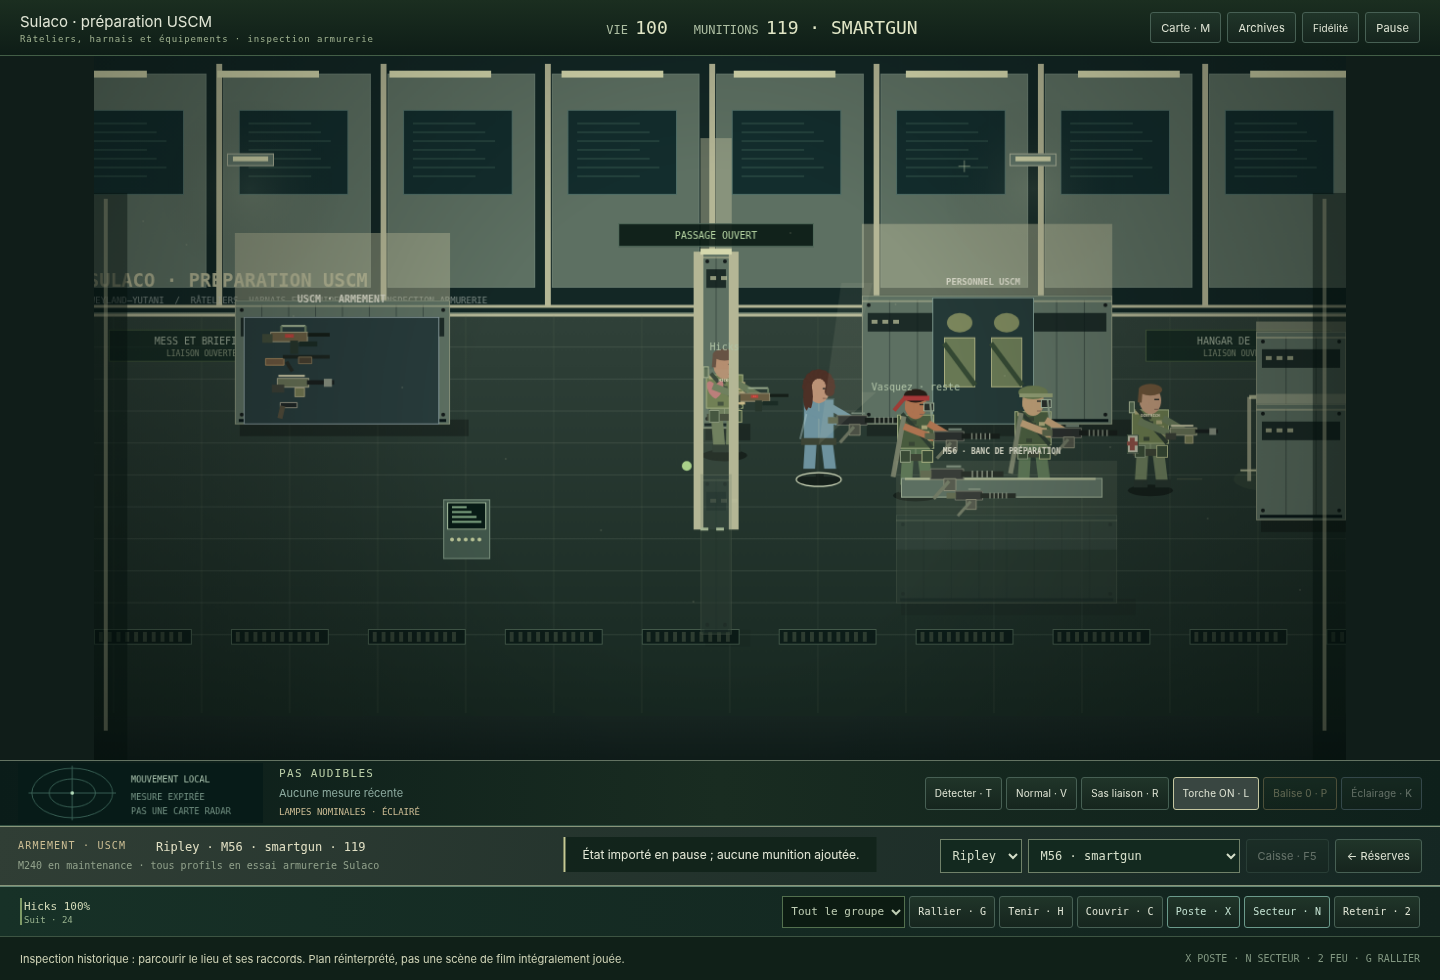 Sulaco · préparation USCM
Râteliers, harnais et équipements · inspection armurerie
VIE 100 MUNITIONS 119 · SMARTGUN
Carte · M
Archives
Fidélité
Pause
PASSAGE OUVERT
SULACO · PRÉPARATION USCM
USCM · ARMEMENT
PERSONNEL USCM
MESS ET BRIEFI
LIAISON OUVERTE
HANGAR DE
LIAISON OUV
Hic
Vasquez · reste
M56 · BANC DE PRÉPARATION
MOUVEMENT LOCAL
MESURE EXPIRÉE
PAS UNE CARTE RADAR
PAS AUDIBLES
Aucune mesure récente
LAMPES NOMINALES · ÉCLAIRÉ
Détecter · T
Normal · V
Sas liaison · R
Torche ON · L
Balise 0 · P
Éclairage · K
ARMEMENT · USCM
Ripley · M56 · smartgun · 119
M240 en maintenance · tous profils en essai armurerie Sulaco
État importé en pause ; aucune munition ajoutée.
Ripley
M56 · smartgun
Caisse · F5
← Réserves
Hicks 100%
Suit · 24
Tout le groupe
Rallier · G
Tenir · H
Couvrir · C
Poste · X
Secteur · N
Retenir · 2
Inspection historique : parcourir le lieu et ses raccords. Plan réinterprété, pas une scène de film intégralement jouée.
X POSTE · N SECTEUR · 2 FEU · G RALLIER